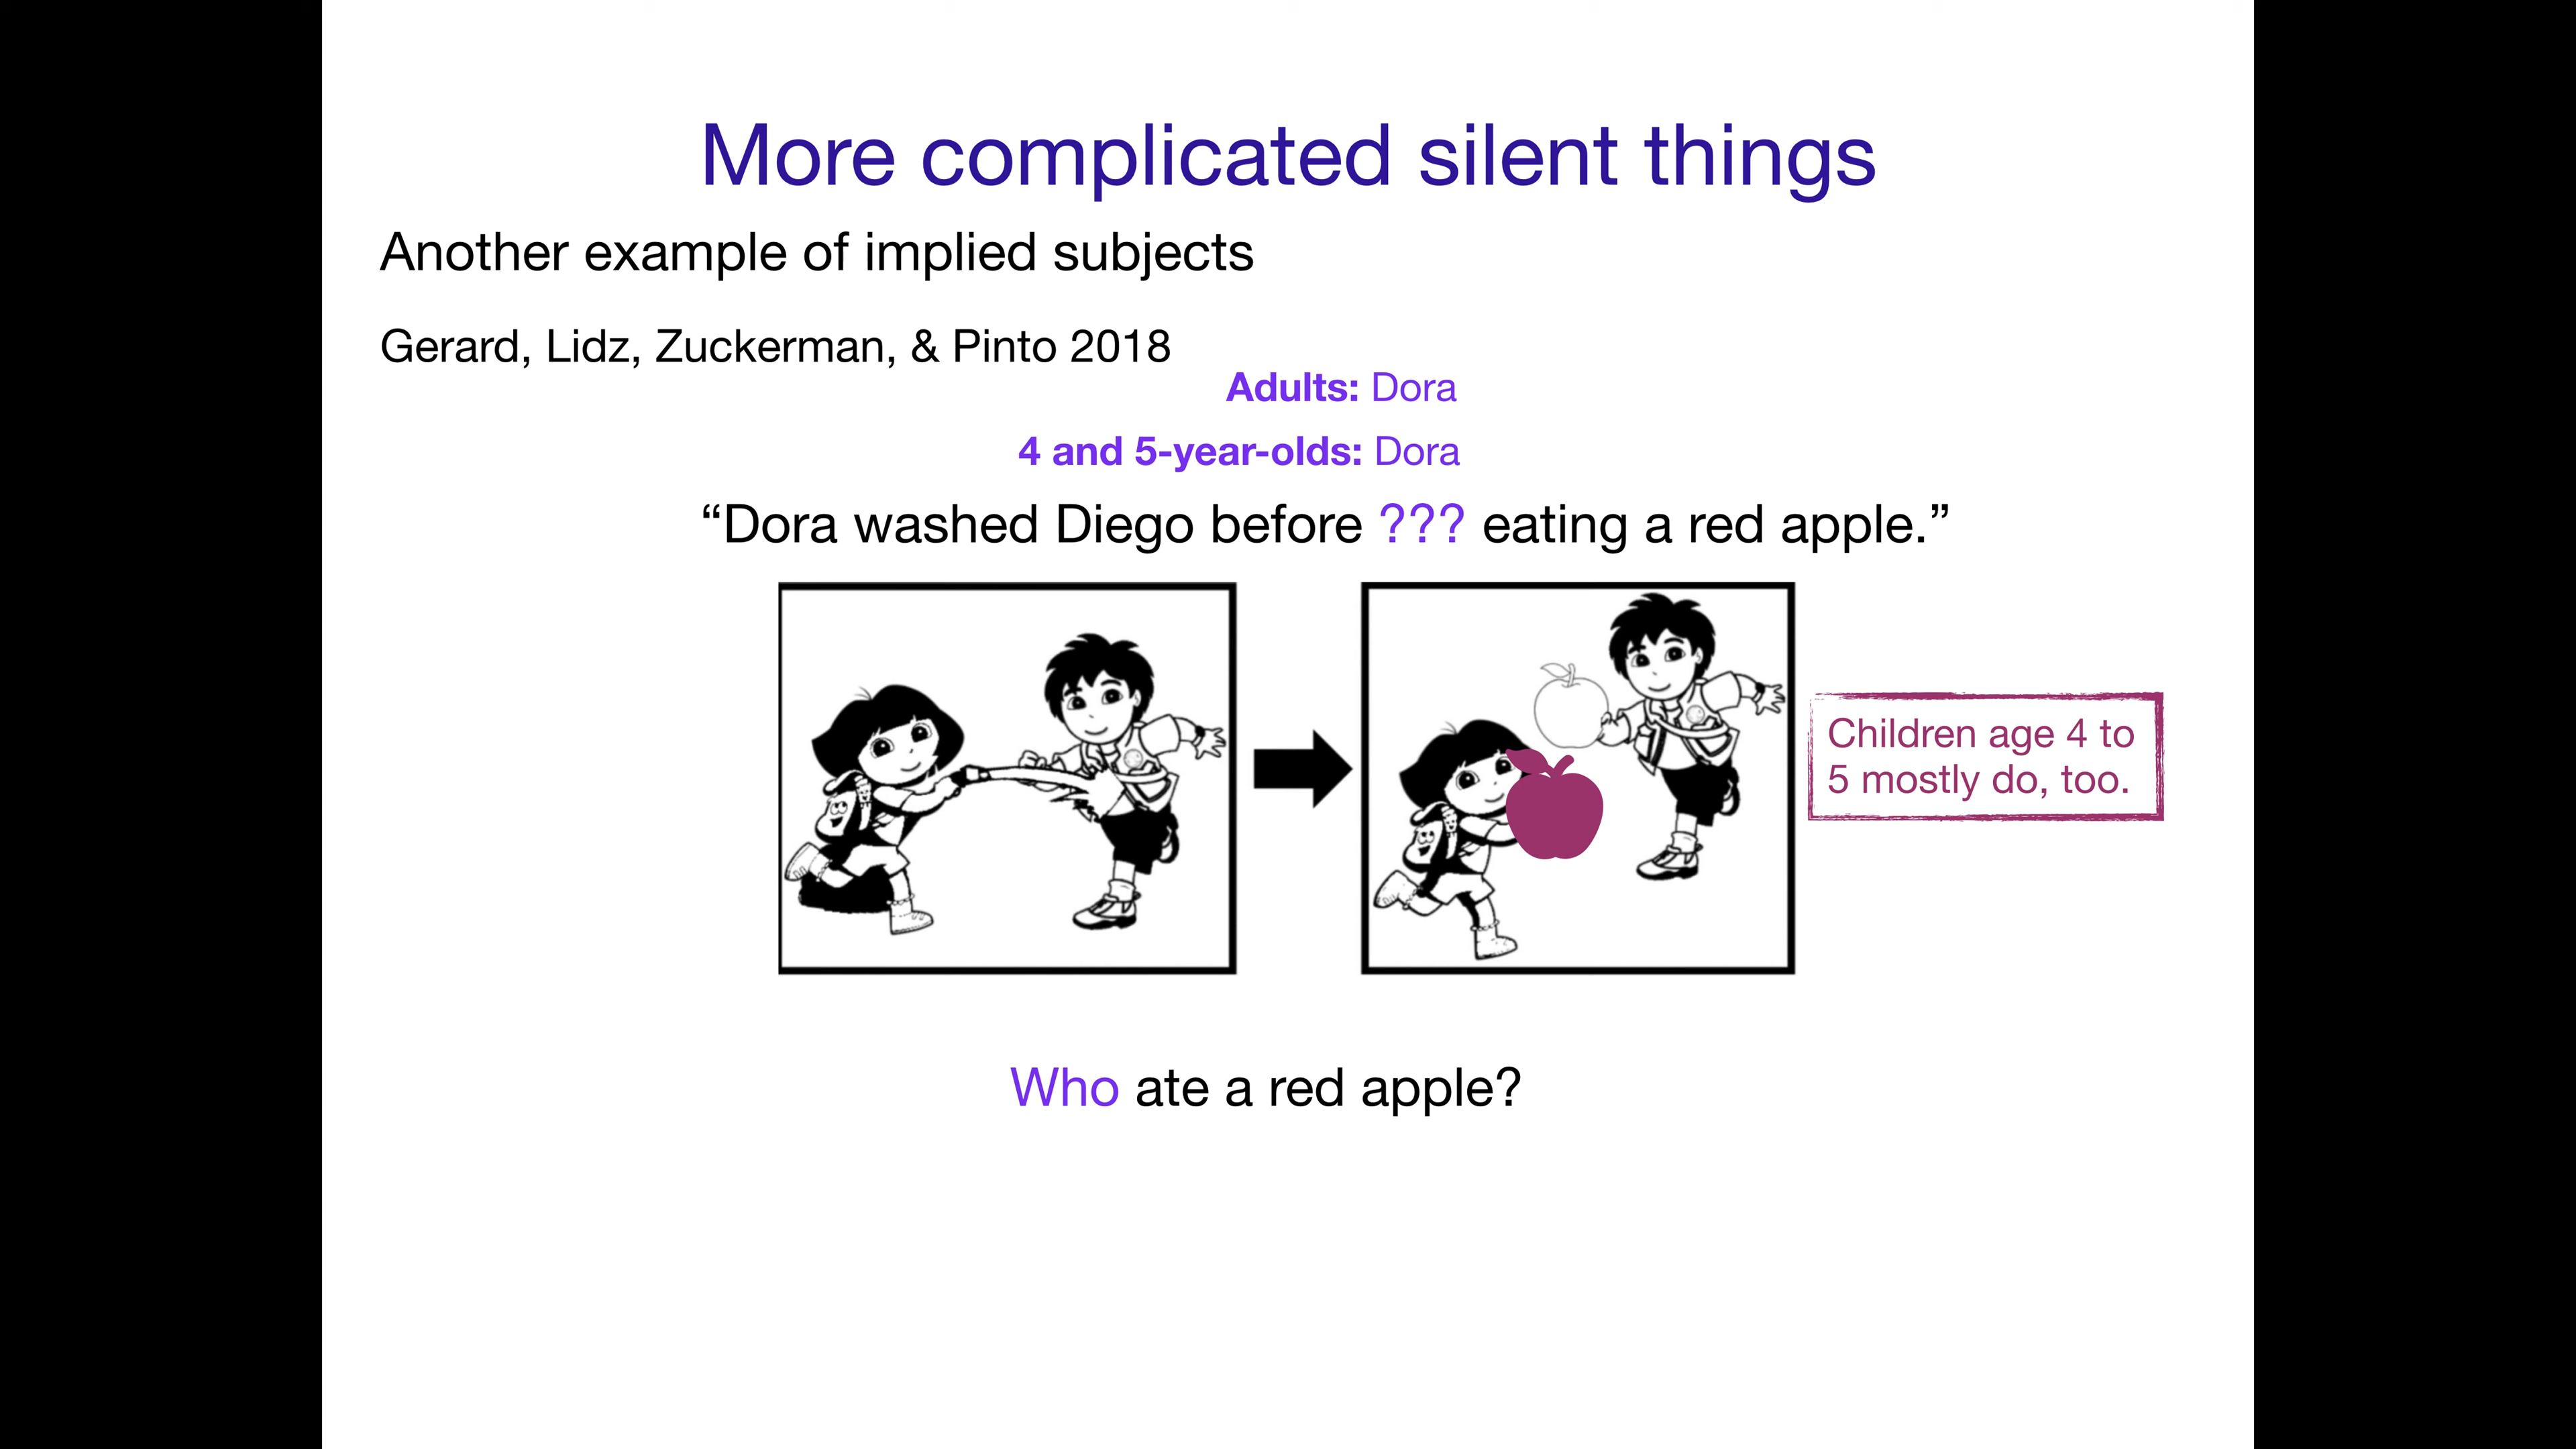 More complicated silent things
Another example of implied subjects
Gerard, Lidz, Zuckerman, & Pinto 2018
Adults: Dora
4 and 5-year-olds: Dora
“Dora washed Diego before ??? eating a red apple.”
Children age 4 to
5 mostly do, too.
Who ate a red apple?